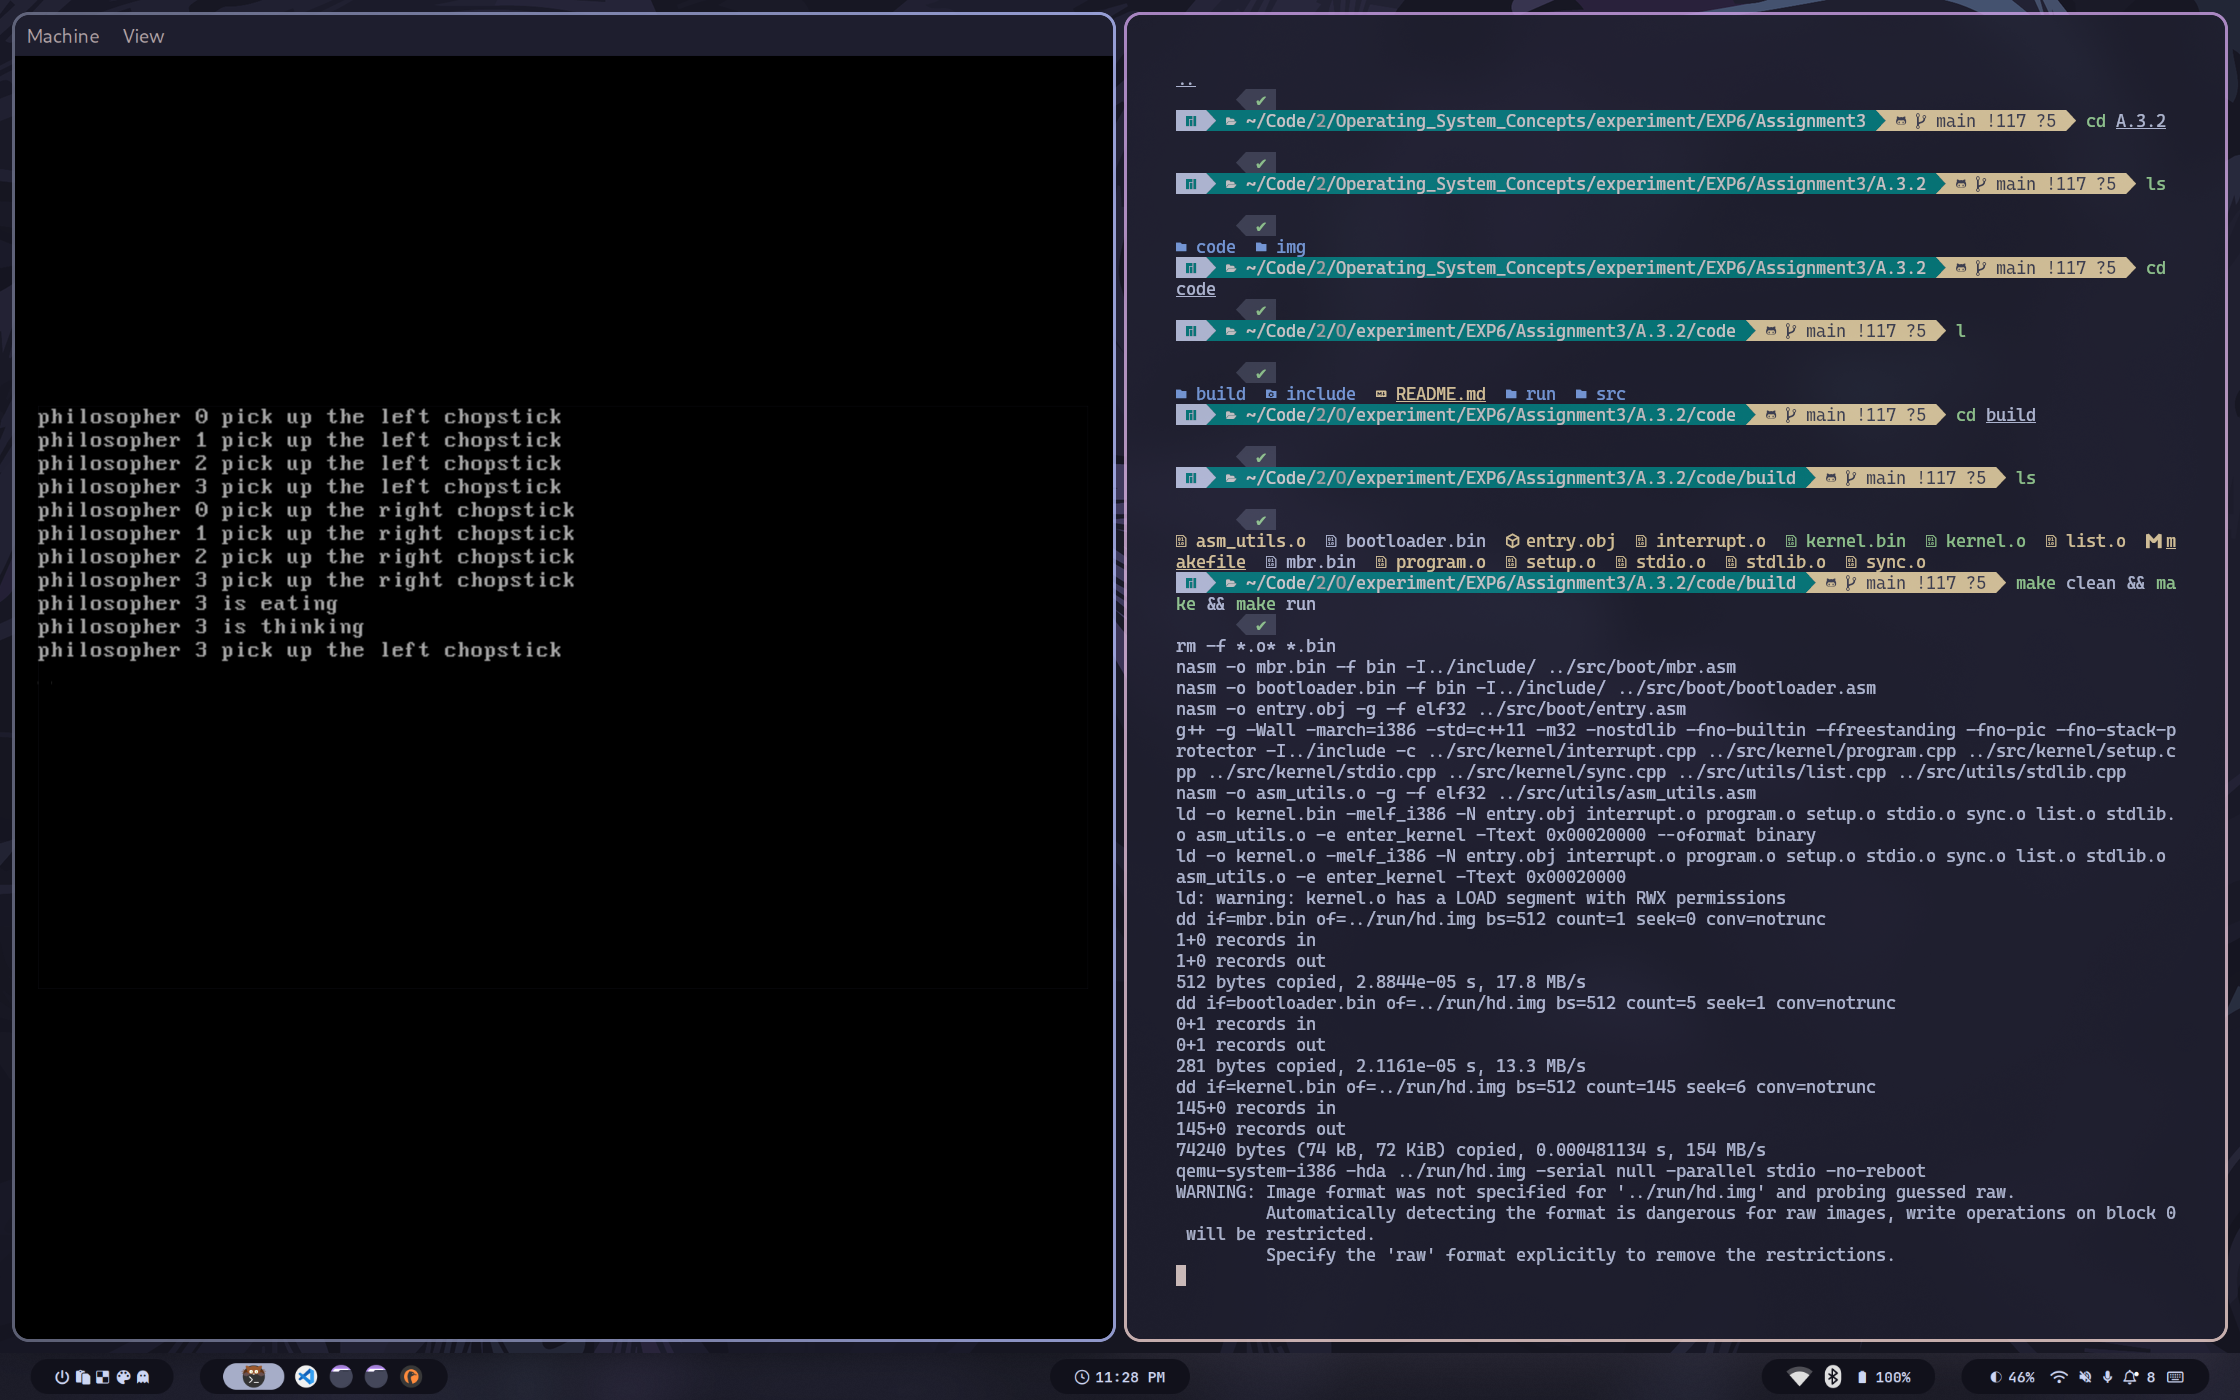 Machine View
philosopher 0 pick up the left chopstick
philosopher 1 pick up the left chopstick
philosopher 2 pick up the left chopstick
philosopher 3 pick up the left chopstick
philosopher 0 pick up the right chopstick
philosopher 1 pick up the right chopstick
philosopher 2 pick up the right chopstick
philosopher 3 pick up the right chopstick
philosopher 3 is eating
philosopher 3 is thinking
philosopher 3 pick up the left chopstick
..
✔
~/Code/2/Operating_System_Concepts/experiment/EXP6/Assignment3 main !117 ?5 cd A.3.2
✔
~/Code/2/Operating_System_Concepts/experiment/EXP6/Assignment3/A.3.2 main !117 ?5 ls
✔
code img
~/Code/2/Operating_System_Concepts/experiment/EXP6/Assignment3/A.3.2 main !117 ?5 cd
code
✔
~/Code/2/O/experiment/EXP6/Assignment3/A.3.2/code main !117 ?5 l
✔
build include README.md run src
~/Code/2/O/experiment/EXP6/Assignment3/A.3.2/code main !117 ?5 cd build
✔
~/Code/2/O/experiment/EXP6/Assignment3/A.3.2/code/build main !117 ?5 ls
✔
asm_utils.o bootloader.bin entry.obj interrupt.o kernel.bin kernel.o list.o m
akefile mbr.bin program.o setup.o stdio.o stdlib.o sync.o
~/Code/2/O/experiment/EXP6/Assignment3/A.3.2/code/build main !117 ?5 make clean && ma
ke && make run
✔
rm -f *.o* *.bin
nasm -o mbr.bin -f bin -I../include/ ../src/boot/mbr.asm
nasm -o bootloader.bin -f bin -I../include/ ../src/boot/bootloader.asm
nasm -o entry.obj -g -f elf32 ../src/boot/entry.asm
g++ -g -Wall -march=i386 -std=c++11 -m32 -nostdlib -fno-builtin -ffreestanding -fno-pic -fno-stack-p
rotector -I../include -c ../src/kernel/interrupt.cpp ../src/kernel/program.cpp ../src/kernel/setup.c
pp ../src/kernel/stdio.cpp ../src/kernel/sync.cpp ../src/utils/list.cpp ../src/utils/stdlib.cpp
nasm -o asm_utils.o -g -f elf32 ../src/utils/asm_utils.asm
ld -o kernel.bin -melf_i386 -N entry.obj interrupt.o program.o setup.o stdio.o sync.o list.o stdlib.
o asm_utils.o -e enter_kernel -Ttext 0x00020000 --oformat binary
ld -o kernel.o -melf_i386 -N entry.obj interrupt.o program.o setup.o stdio.o sync.o list.o stdlib.o
asm_utils.o -e enter_kernel -Ttext 0x00020000
ld: warning: kernel.o has a LOAD segment with RWX permissions
dd if=mbr.bin of=../run/hd.img bs=512 count=1 seek=0 conv=notrunc
1+0 records in
1+0 records out
512 bytes copied, 2.8844e-05 s, 17.8 MB/s
dd if=bootloader.bin of=../run/hd.img bs=512 count=5 seek=1 conv=notrunc
0+1 records in
0+1 records out
281 bytes copied, 2.1161e-05 s, 13.3 MB/s
dd if=kernel.bin of=../run/hd.img bs=512 count=145 seek=6 conv=notrunc
145+0 records in
145+0 records out
74240 bytes (74 kB, 72 KiB) copied, 0.000481134 s, 154 MB/s
qemu-system-i386 -hda ../run/hd.img -serial null -parallel stdio -no-reboot
WARNING: Image format was not specified for '../run/hd.img' and probing guessed raw.
Automatically detecting the format is dangerous for raw images, write operations on block 0
will be restricted.
Specify the 'raw' format explicitly to remove the restrictions.
11:28 PM
100%
46% 8